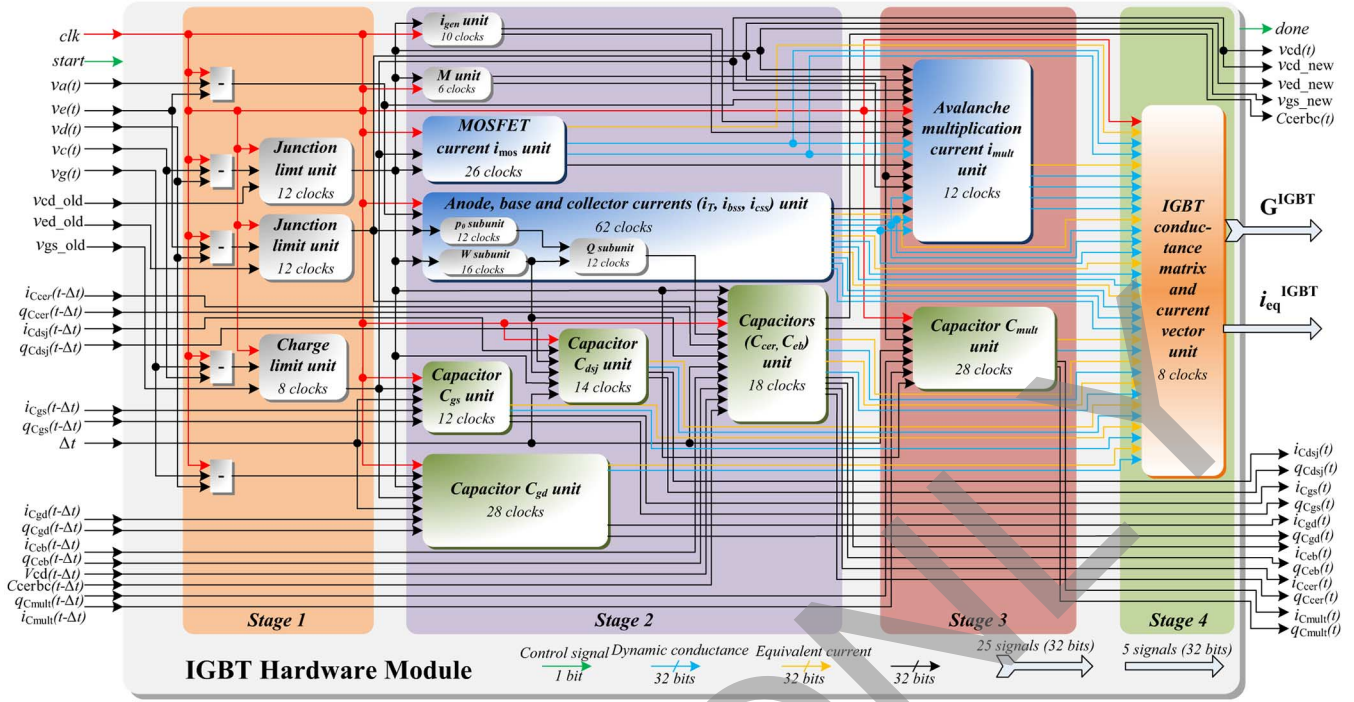 clk
start
va(t)
ve(t)
vd(t)
vc(t)
vg(t)
vcd_old
ved_old
vgs_old
iCcer(t-Δt)
qCcer(t-Δt)
iCdsj(t-Δt)
qCdsj(t-Δt)
iCgs(t-Δt)
qCgs(t-Δt)
Δt
iCgd(t-Δt)
qCgd(t-Δt)
iCeb(t-Δt)
qCeb(t-Δt)
Vcd(t-Δt)
Ccerbc(t-Δt)
qCmult(t-Δt)
iCmult(t-Δt)
-
-
Junction
limt unit
12 clocks
-
Junction
limit unit
12 clocks
-
Charge
limit unit
8 clocks
-
Stage 1
igen unit
10 clocks
M unit
6 clocks
MOSFET
current imos unit
26 clocks
Anode, base and collector currents (iT, ibss, icss) unit
62 clocks
p0 subunit
12 clocks
W subunit
16 clocks
Q subunit
12 clocks
Capacitor
Cgs unit
12 clocks
Capacitor
Cdsj unit
14 clocks
Capacitors
(Ccer, Ceb)
unit
18 clocks
Capacitor Cgd unit
28 clocks
Stage 2
Avalanche
multiplication
current imult
unit
12 clocks
Capacitor Cmult
unit
28 clocks
Stage 3
IGBT
conduc-
tance
matrix
and
current
vector
unit
8 clocks
Stage 4
done
vcd(t)
vcd_new
ved_new
vgs_new
Ccerbc(t)
G^IGBT
ieq^IGBT
iCdsj(t)
qCdsj(t)
iCgs(t)
qCgs(t)
iCgd(t)
qCgd(t)
iCeb(t)
qCeb(t)
iCcer(t)
qCcer(t)
iCmult(t)
qCmult(t)
IGBT Hardware Module
Control signal
1 bit
Dynamic conductance
32 bits
Equivalent current
32 bits
32 bits
25 signals (32 bits)
5 signals (32 bits)